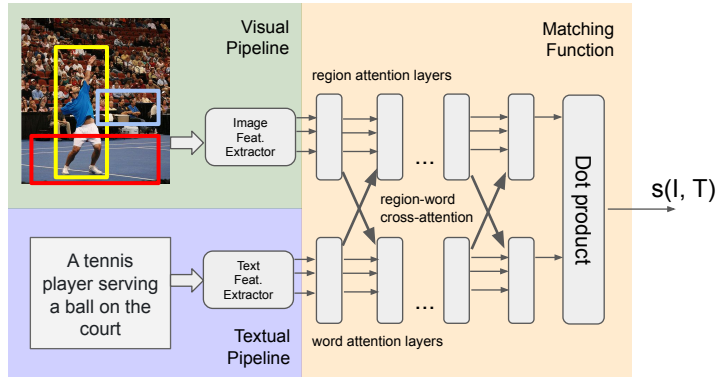 Visual
Pipeline
Matching
Function
region attention layers
Image
Feat.
Extractor
...
Dot product
s(I, T)
region-word
cross-attention
A tennis
player serving
a ball on the
court
Text
Feat.
Extractor
...
Textual
Pipeline
word attention layers